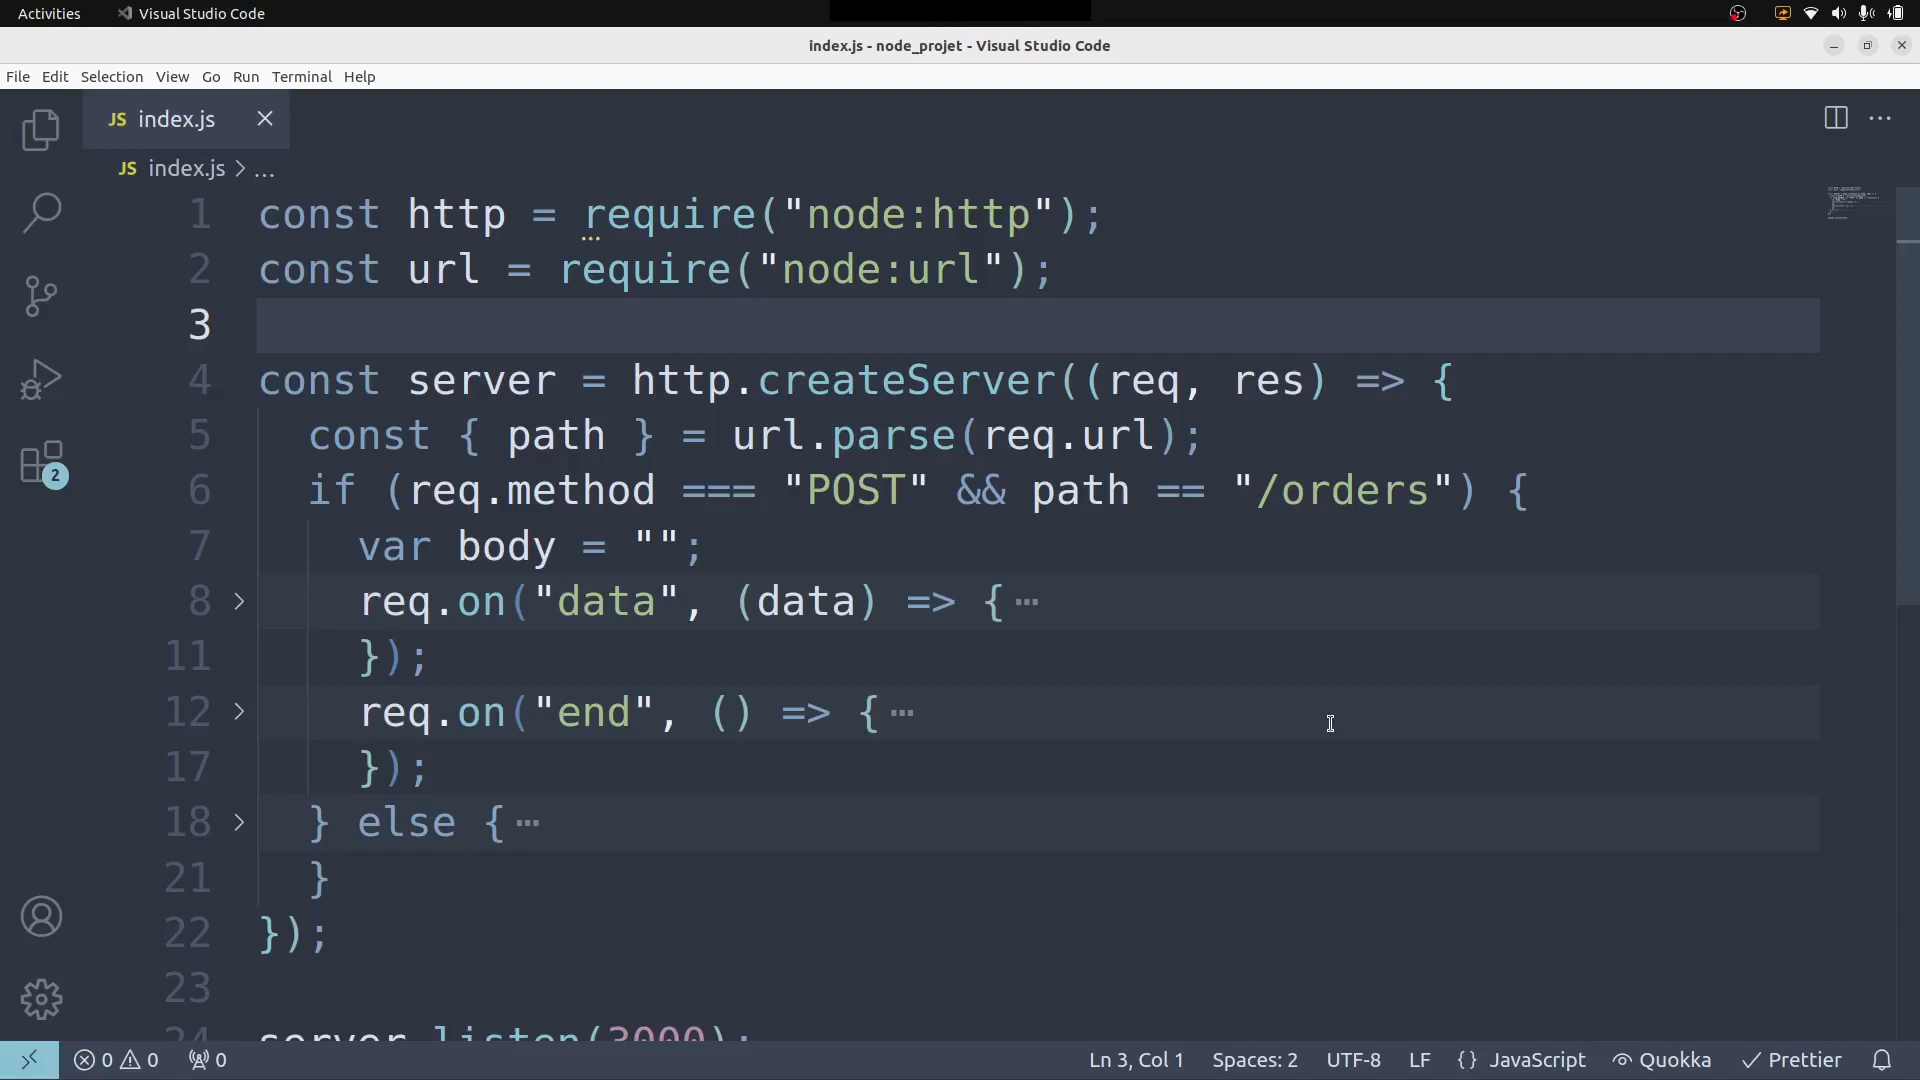 Activities
Visual Studio Code
index.js - node_projet - Visual Studio Code
File Edit Selection View Go Run Terminal Help
JS index.js
JS index.js > ...
1 const http = require("node:http");
2 const url = require("node:url");
3
4 const server = http.createServer((req, res) => {
5 const { path } = url.parse(req.url);
6 if (req.method === "POST" && path == "/orders") {
7 var body = "";
8 req.on("data", (data) => {⋯
11 });
12 req.on("end", () => {⋯
17 });
18 } else {⋯
21 }
22 });
23
24 server.listen(3000);
2
0 0 0
Ln 3, Col 1 Spaces: 2 UTF-8 LF {} JavaScript Quokka Prettier